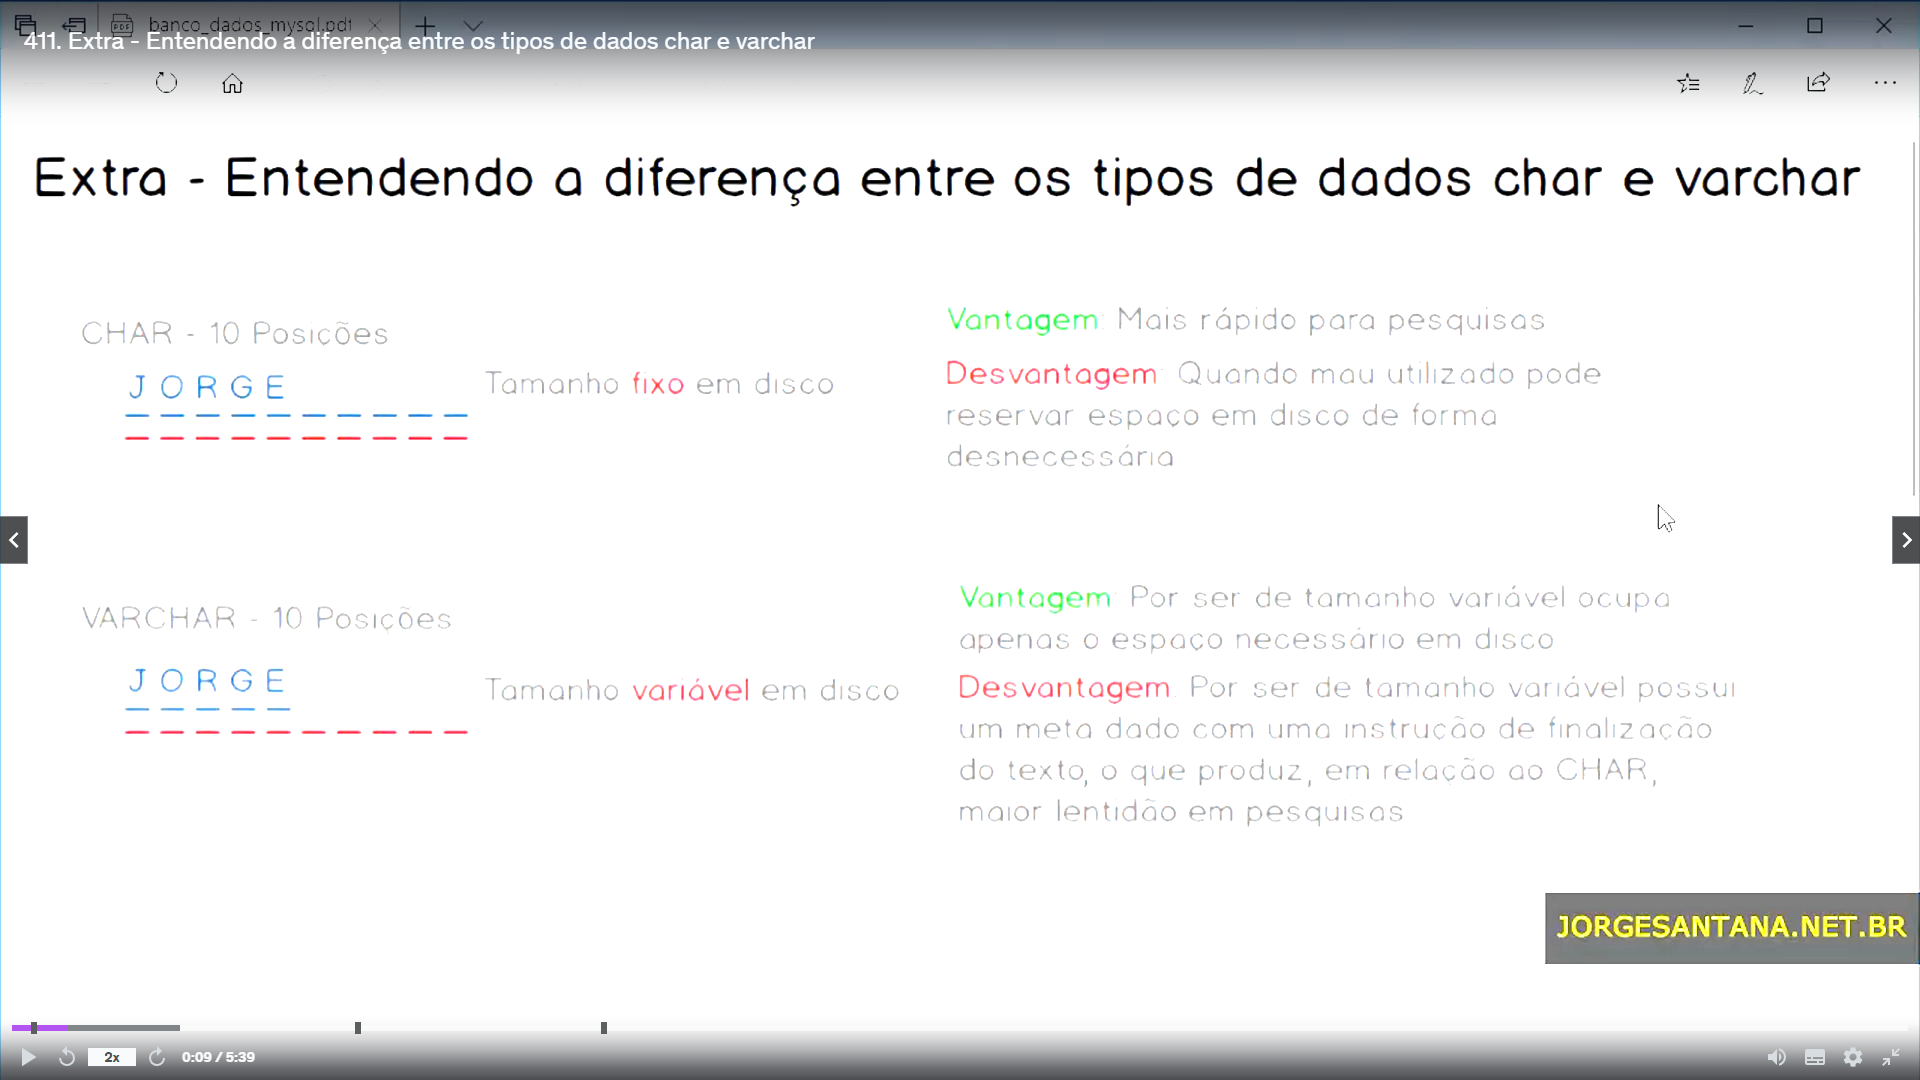 banco_dados_mysql.pdf
411. Extra - Entendendo a diferença entre os tipos de dados char e varchar
Extra - Entendendo a diferença entre os tipos de dados char e varchar
CHAR - 10 Posições
JORGE
Tamanho fixo em disco
Vantagem: Mais rápido para pesquisas
Desvantagem: Quando mau utilizado pode
reservar espaço em disco de forma
desnecessária
VARCHAR - 10 Posições
JORGE
Tamanho variável em disco
Vantagem: Por ser de tamanho variável ocupa
apenas o espaço necessário em disco
Desvantagem: Por ser de tamanho variável possui
um meta dado com uma instrução de finalização
do texto, o que produz, em relação ao CHAR,
maior lentidão em pesquisas
JORGESANTANA.NET.BR
2x
0:09 / 5:39